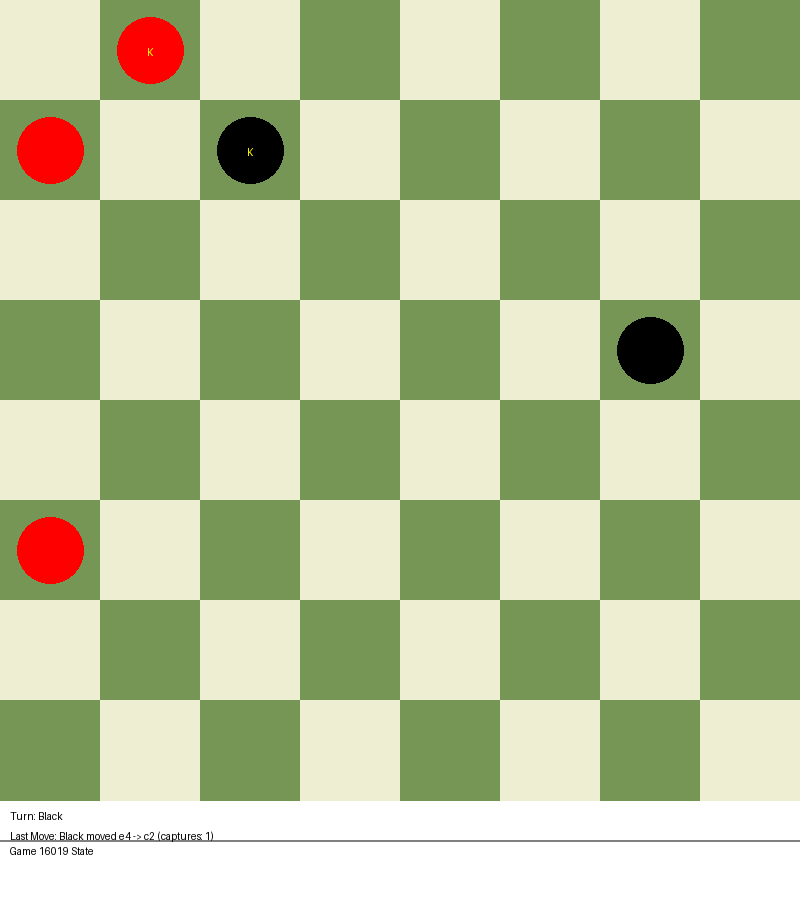 K
K
Turn: Black
Last Move: Black moved e4 -> c2 (captures: 1)
Game 16019 State